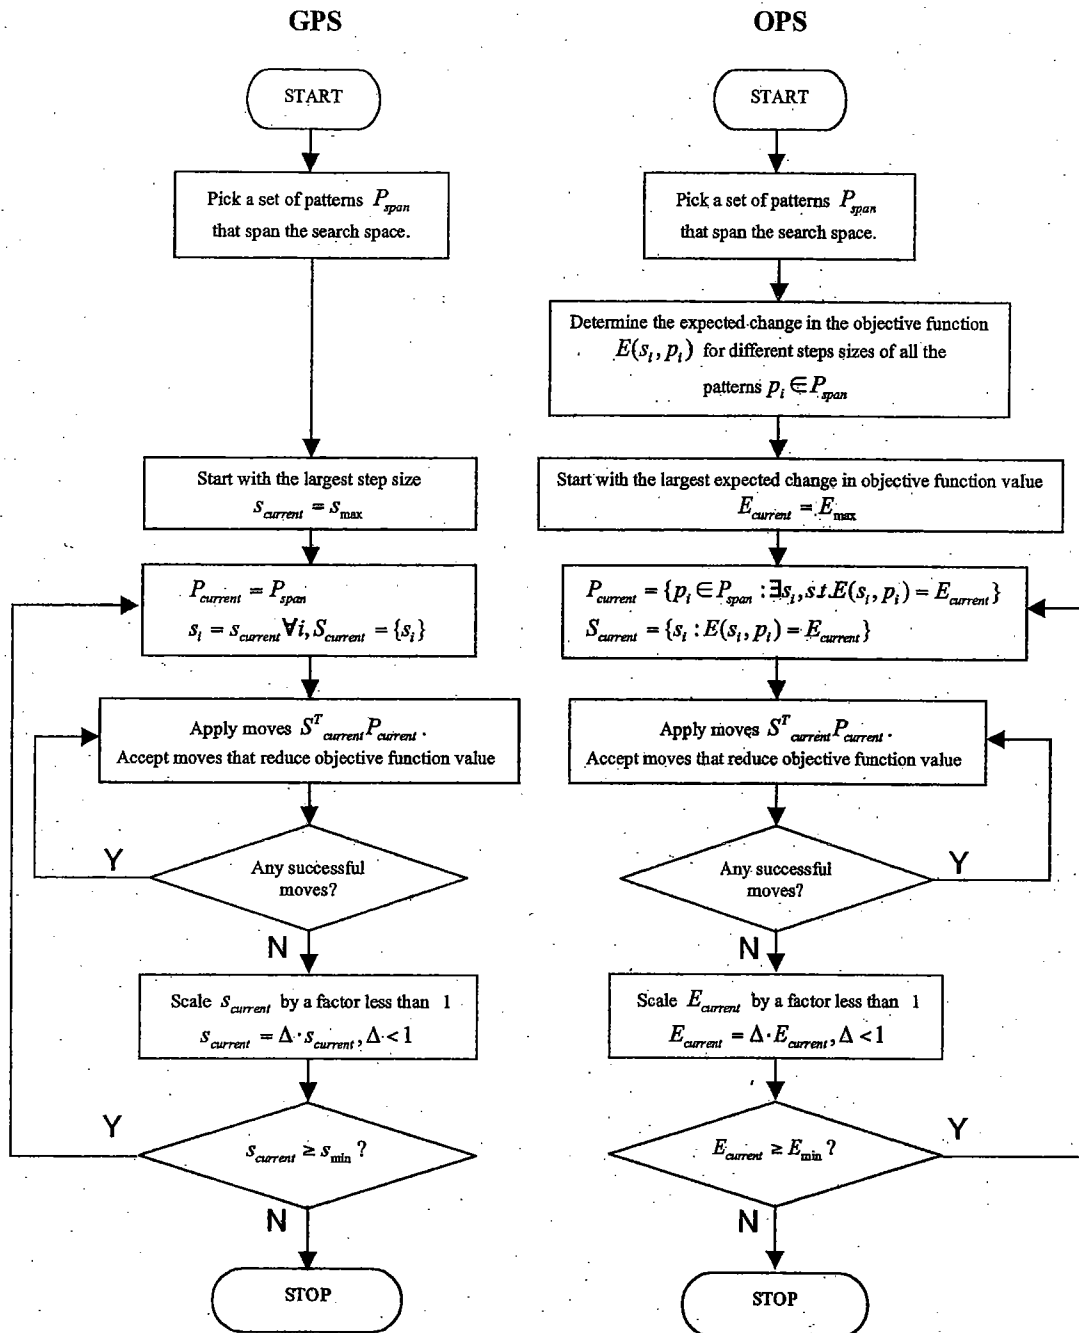 GPS
START
Pick a set of patterns P_span
that span the search space.
Start with the largest step size
s_current = s_max
P_current = P_span
s_i = s_current ∀i, S_current = {s_i}
Apply moves S^T_current P_current .
Accept moves that reduce objective function value
Any successful
moves?
Y
N
Scale s_current by a factor less than 1
s_current = Δ · s_current, Δ < 1
s_current ≥ s_min ?
Y
N
STOP
OPS
START
Pick a set of patterns P_span
that span the search space.
Determine the expected change in the objective function
E(s_i, p_i) for different steps sizes of all the
patterns p_i ∈ P_span
Start with the largest expected change in objective function value
E_current = E_max
P_current = {p_i ∈ P_span : ∃s_i, s.t. E(s_i, p_i) = E_current}
S_current = {s_i : E(s_i, p_i) = E_current}
Apply moves S^T_current P_current .
Accept moves that reduce objective function value
Any successful
moves?
Y
N
Scale E_current by a factor less than 1
E_current = Δ · E_current, Δ < 1
E_current ≥ E_min ?
Y
N
STOP